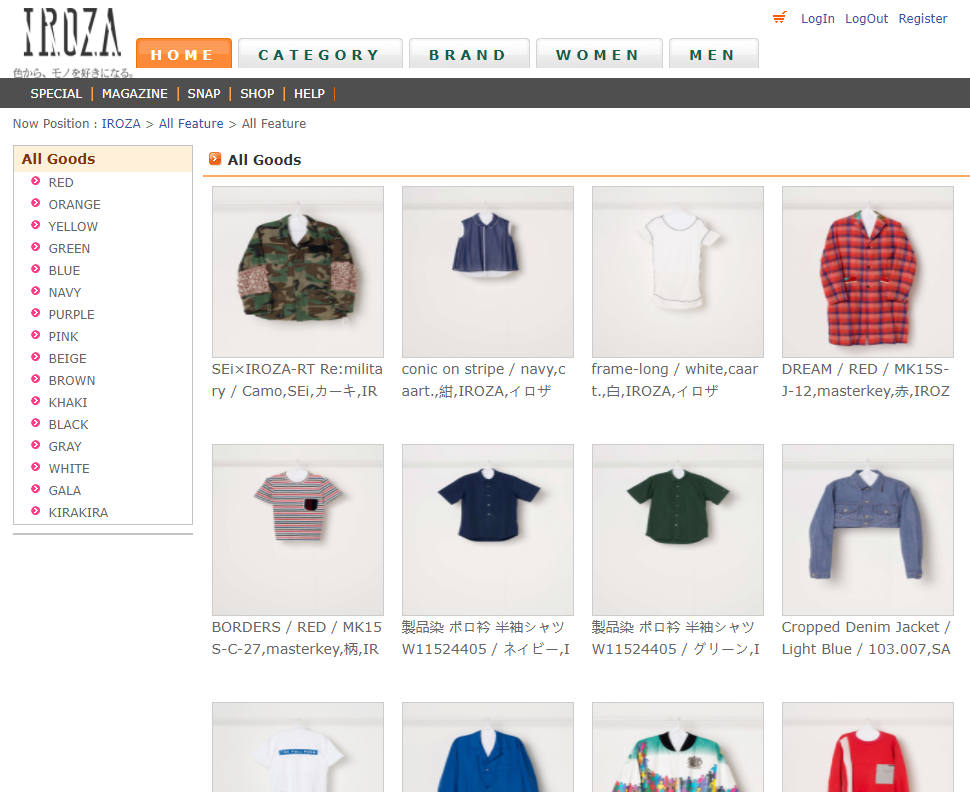 IROZA
色から、モノを好きになる。
LogIn LogOut Register
HOME CATEGORY BRAND WOMEN MEN
SPECIAL | MAGAZINE | SNAP | SHOP | HELP |
Now Position : IROZA > All Feature > All Feature
All Goods
RED
ORANGE
YELLOW
GREEN
BLUE
NAVY
PURPLE
PINK
BEIGE
BROWN
KHAKI
BLACK
GRAY
WHITE
GALA
KIRAKIRA
All Goods
SEi×IROZA-RT Re:milita
ry / Camo,SEi,カーキ,IR
conic on stripe / navy,c
aart.,紺,IROZA,イロザ
frame-long / white,caar
t.,白,IROZA,イロザ
DREAM / RED / MK15S-
J-12,masterkey,赤,IROZ
BORDERS / RED / MK15
S-C-27,masterkey,柄,IR
製品染 ポロ衿 半袖シャツ
W11524405 / ネイビー,I
製品染 ポロ衿 半袖シャツ
W11524405 / グリーン,I
Cropped Denim Jacket /
Light Blue / 103.007,SA